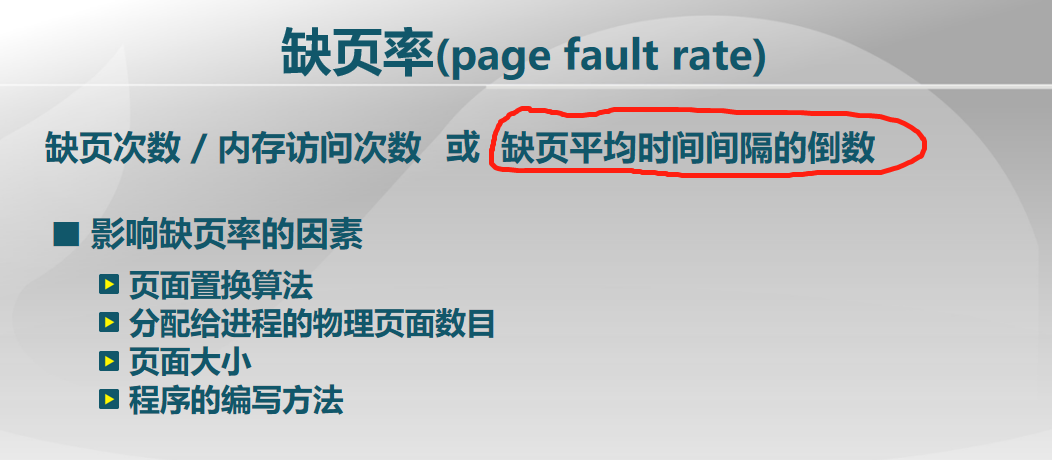 缺页率(page fault rate)
缺页次数 / 内存访问次数 或 缺页平均时间间隔的倒数
影响缺页率的因素
页面置换算法
分配给进程的物理页面数目
页面大小
程序的编写方法